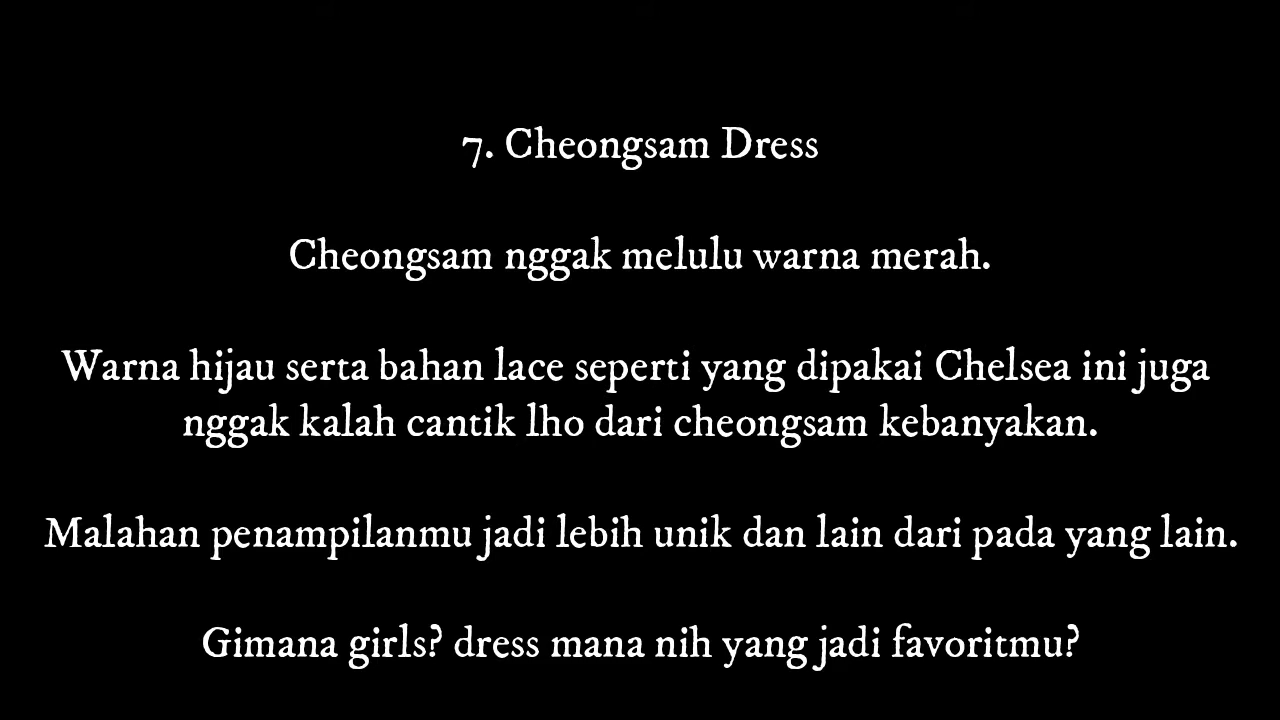 7. Cheongsam Dress
Cheongsam nggak melulu warna merah.
Warna hijau serta bahan lace seperti yang dipakai Chelsea ini juga
nggak kalah cantik lho dari cheongsam kebanyakan.
Malahan penampilanmu jadi lebih unik dan lain dari pada yang lain.
Gimana girls? dress mana nih yang jadi favoritmu?